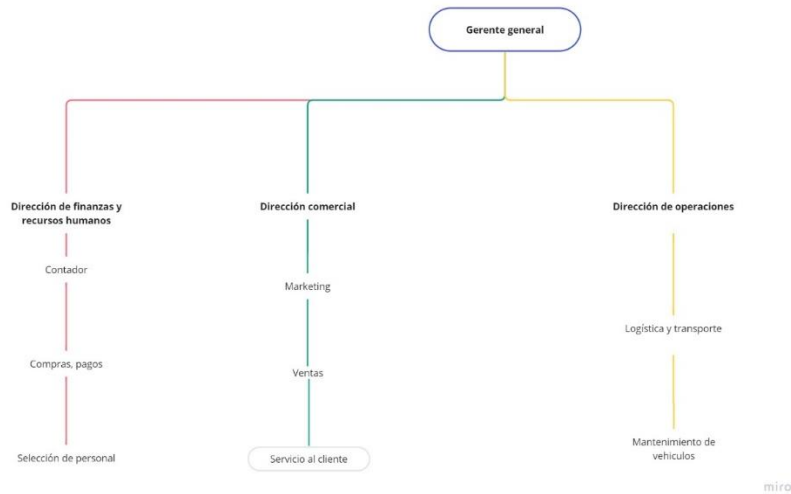 Gerente general
Dirección de finanzas y
recursos humanos
Contador
Compras, pagos
Selección de personal
Dirección comercial
Marketing
Ventas
Servicio al cliente
Dirección de operaciones
Logística y transporte
Mantenimiento de
vehiculos
miro